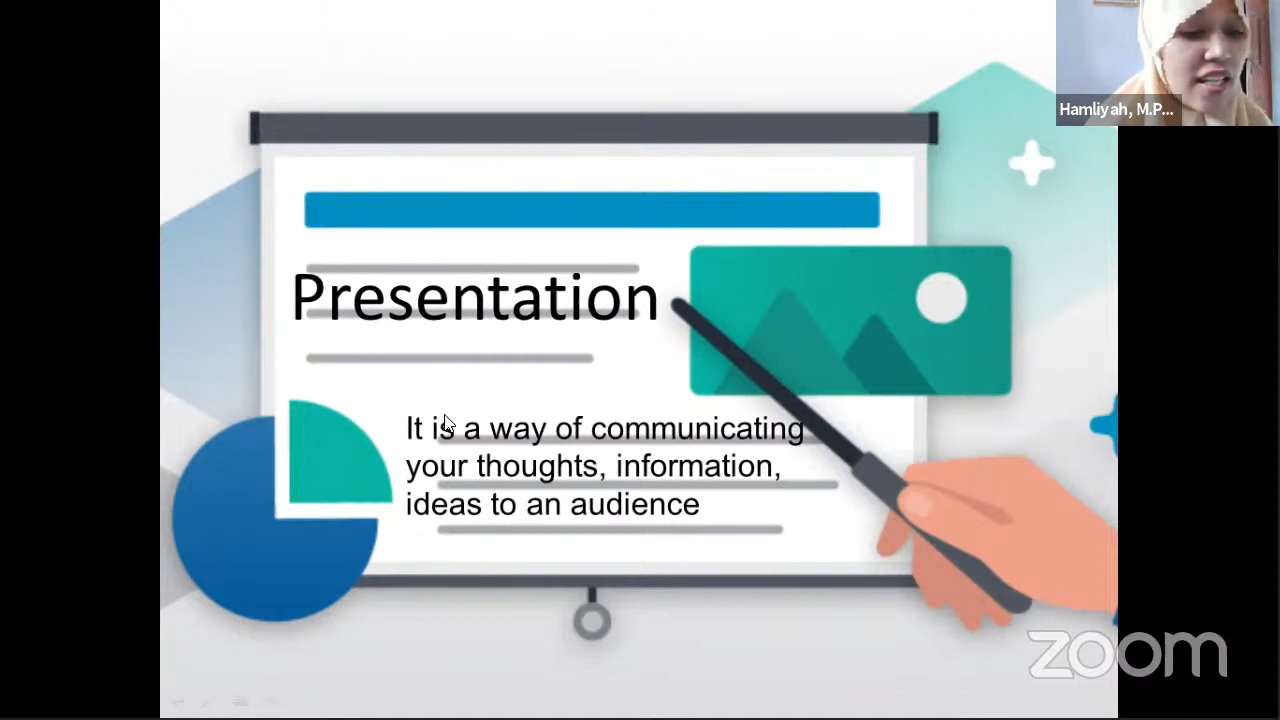 Hamliyah, M.P...
Presentation
It is a way of communicating
your thoughts, information,
ideas to an audience
zoom